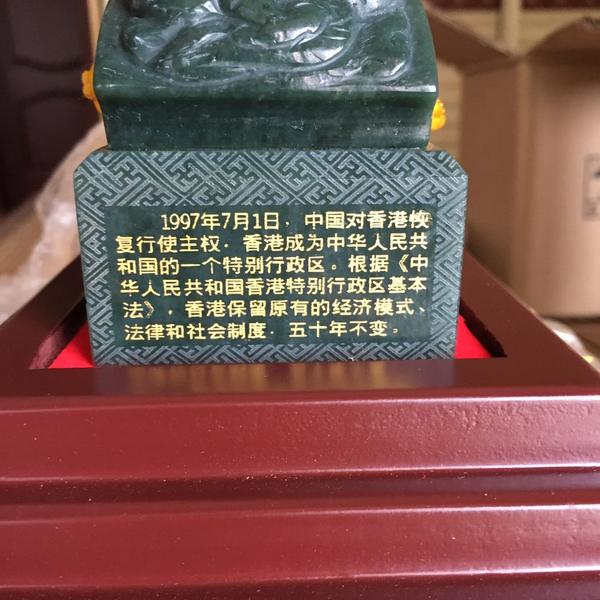 1997年7月1日，中国对香港恢
复行使主权．香港成为中华人民共
和国的一个特别行政区。根据《中
华人民共和国香港特别行政区基本
法》，香港保留原有的经济模式、
法律和社会制度．五十年不变。